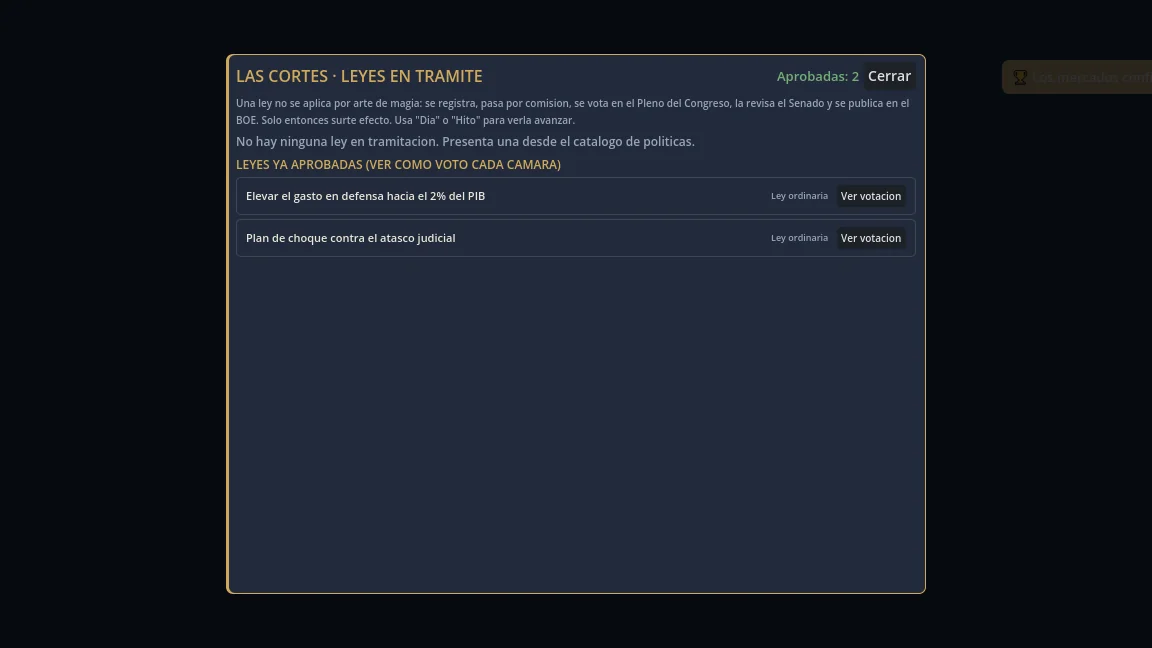 LAS CORTES · LEYES EN TRAMITE
Aprobadas: 2
Cerrar
Una ley no se aplica por arte de magia: se registra, pasa por comision, se vota en el Pleno del Congreso, la revisa el Senado y se publica en el
BOE. Solo entonces surte efecto. Usa "Dia" o "Hito" para verla avanzar.
No hay ninguna ley en tramitacion. Presenta una desde el catalogo de politicas.
LEYES YA APROBADAS (VER COMO VOTO CADA CAMARA)
Elevar el gasto en defensa hacia el 2% del PIB
Ley ordinaria
Ver votacion
Plan de choque contra el atasco judicial
Ley ordinaria
Ver votacion
Los mercados